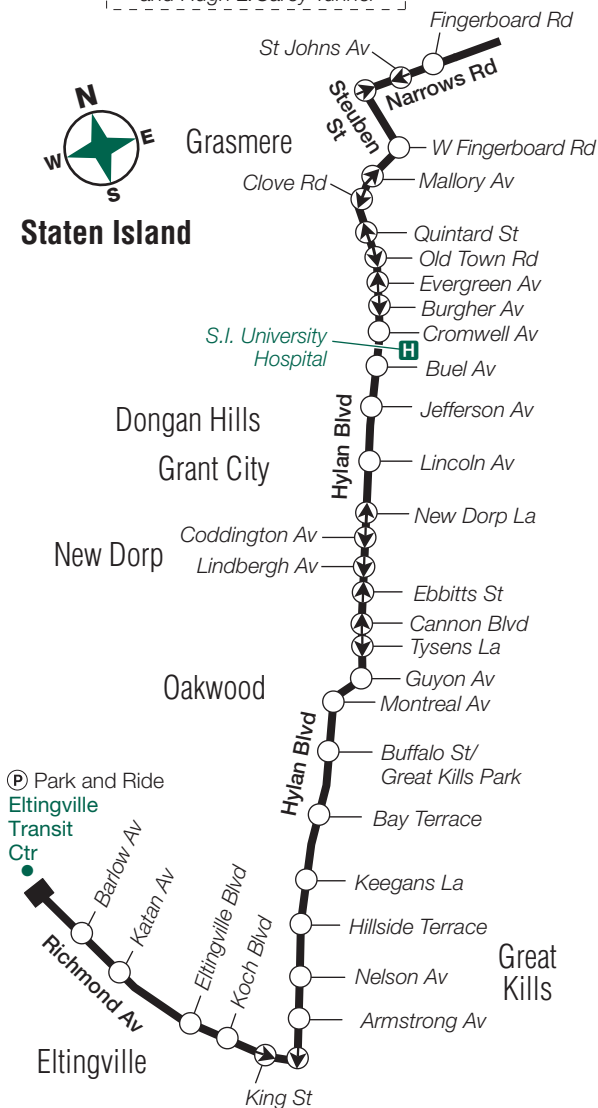 and Hugh L. Carey Tunnel
Fingerboard Rd
St Johns Av
Narrows Rd
Steuben
St
N
E
W
S
Staten Island
Grasmere
W Fingerboard Rd
Mallory Av
Clove Rd
Quintard St
Old Town Rd
Evergreen Av
Burgher Av
Cromwell Av
S.I. University
Hospital
H
Buel Av
Dongan Hills
Jefferson Av
Hylan Blvd
Grant City
Lincoln Av
New Dorp La
Coddington Av
New Dorp
Lindbergh Av
Ebbitts St
Cannon Blvd
Tysens La
Guyon Av
Oakwood
Montreal Av
Hylan Blvd
Buffalo St/
Great Kills Park
P Park and Ride
Eltingville
Transit
Ctr
Bay Terrace
Barlow Av
Katan Av
Eltingville Blvd
Koch Blvd
Richmond Av
Keegans La
Hillside Terrace
Great
Kills
Nelson Av
Armstrong Av
Eltingville
King St